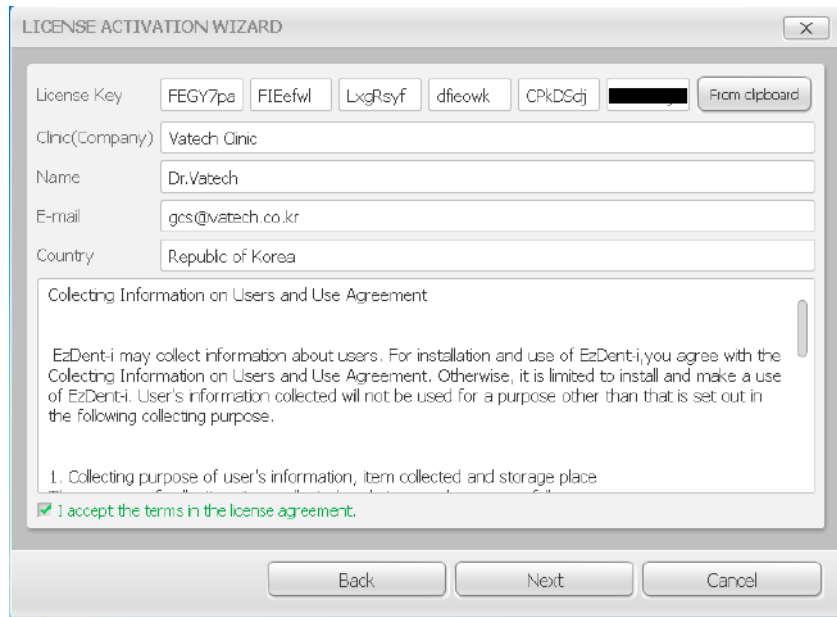 LICENSE ACTIVATION WIZARD
License Key FEGY7pa FIEefwl LxgRsyf dfieowk CPkDSdj From clipboard
Clinic(Company) Vatech Clinic
Name Dr.Vatech
E-mail gcs@vatech.co.kr
Country Republic of Korea
Collecting Information on Users and Use Agreement
EzDent-i may collect information about users. For installation and use of EzDent-i,you agree with the
Collecting Information on Users and Use Agreement. Otherwise, it is limited to install and make a use
of EzDent-i. User's information collected will not be used for a purpose other than that is set out in
the following collecting purpose.
1. Collecting purpose of user's information, item collected and storage place
I accept the terms in the license agreement.
Back Next Cancel